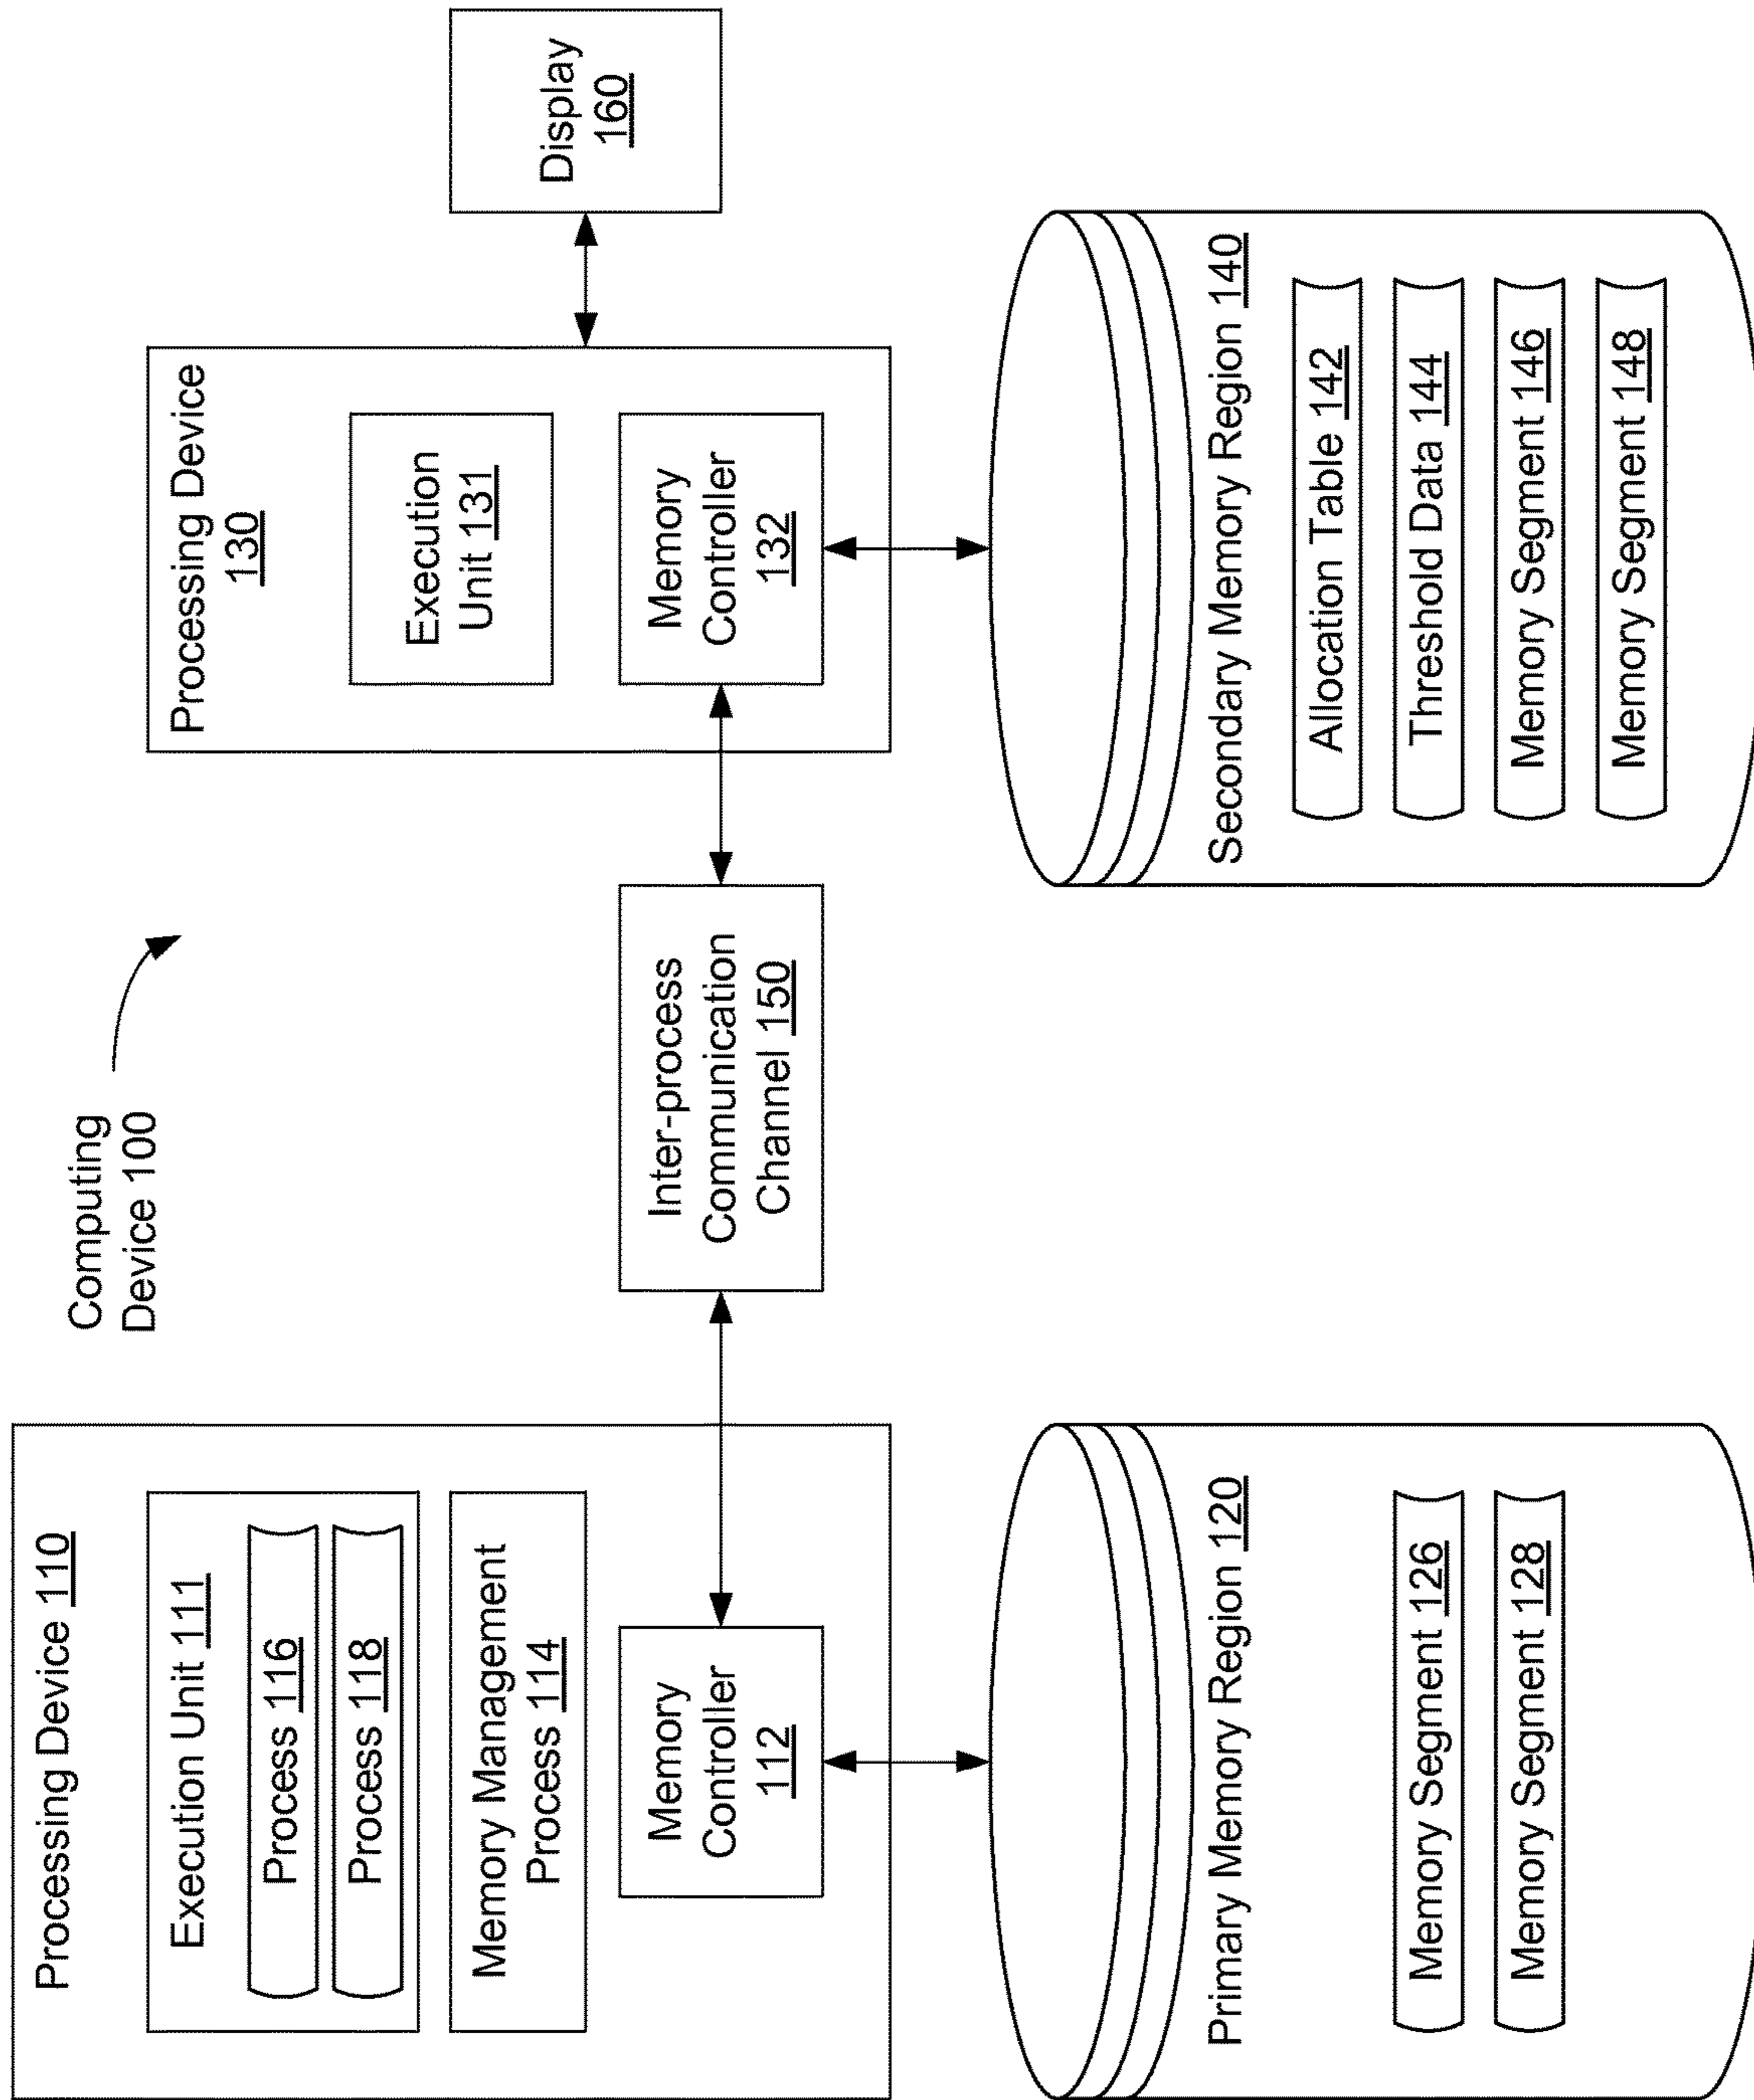 Computing
Device 100
Processing Device 110
Execution Unit 111
Process 116
Process 118
Memory Management
Process 114
Memory
Controller
112
Inter-process
Communication
Channel 150
Processing Device
130
Execution
Unit 131
Memory
Controller
132
Display
160
Primary Memory Region 120
Memory Segment 126
Memory Segment 128
Secondary Memory Region 140
Allocation Table 142
Threshold Data 144
Memory Segment 146
Memory Segment 148